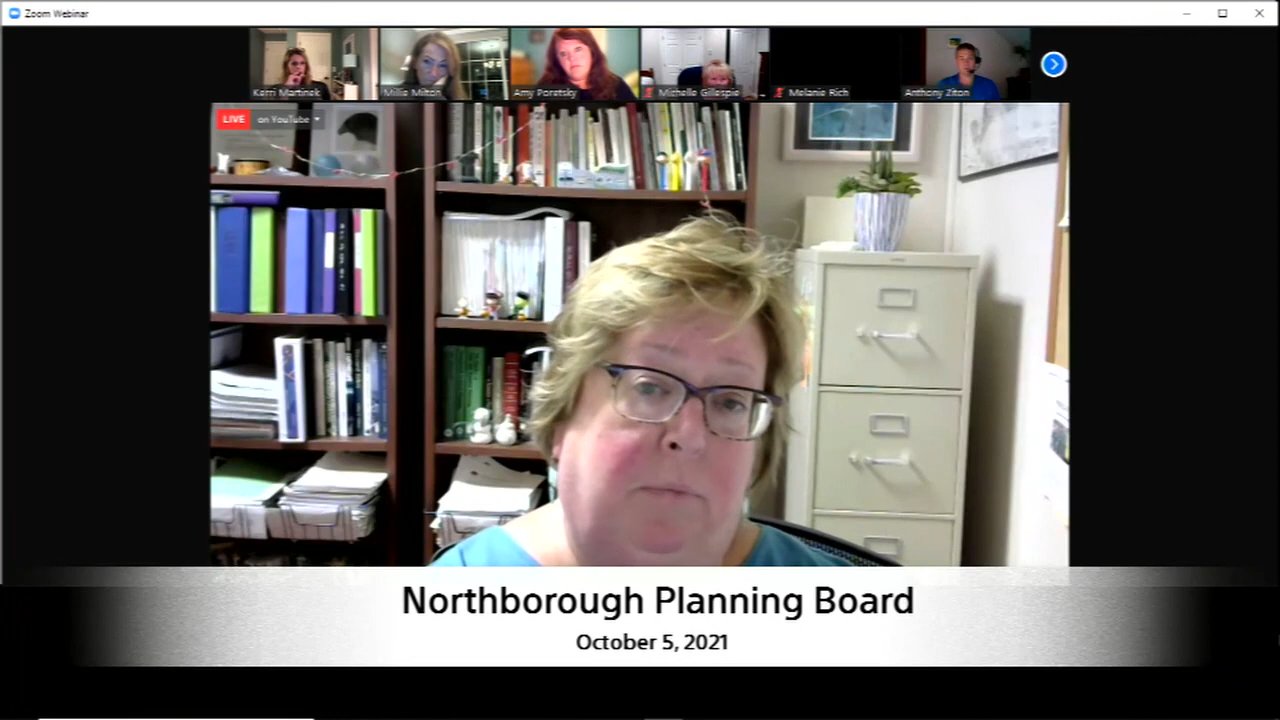 Zoom Webinar
Kerri Martinek
Millie Milton
Amy Poretsky
Michelle Gillespie
Melanie Rich
Anthony Ziton
LIVE on YouTube
Northborough Planning Board
October 5, 2021